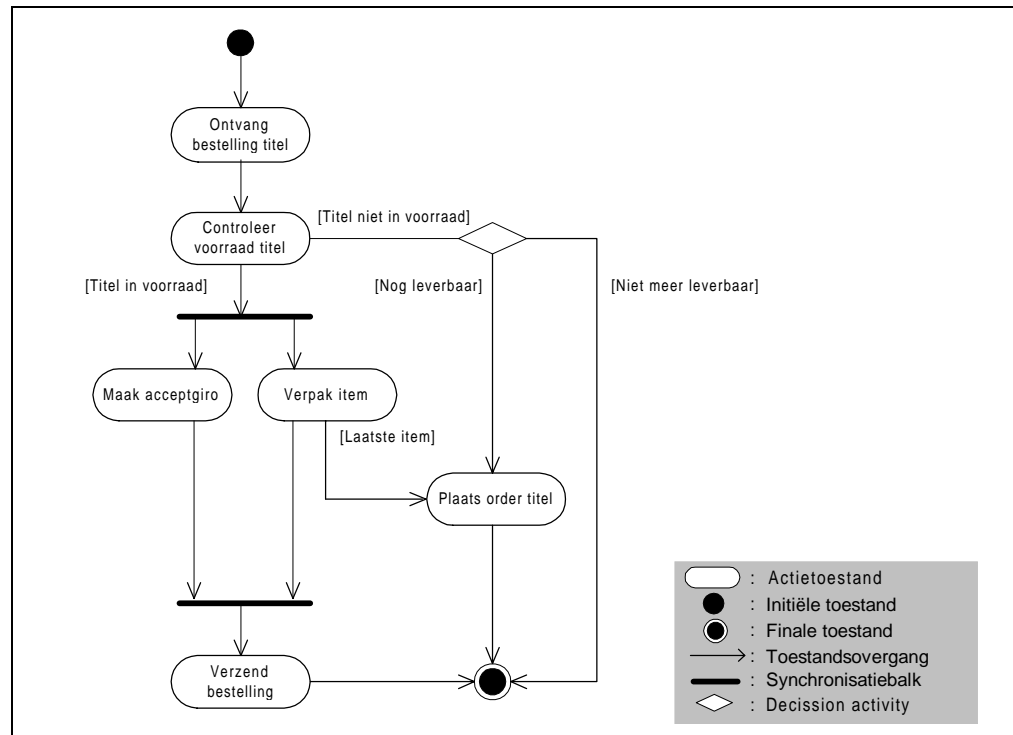 Ontvang
bestelling titel
[Titel niet in voorraad]
Controleer
voorraad titel
[Titel in voorraad]
[Nog leverbaar]
[Niet meer leverbaar]
Maak acceptgiro
Verpak item
[Laatste item]
Plaats order titel
Verzend
bestelling
: Actietoestand
: Initiële toestand
: Finale toestand
: Toestandsovergang
: Synchronisatiebalk
: Decission activity